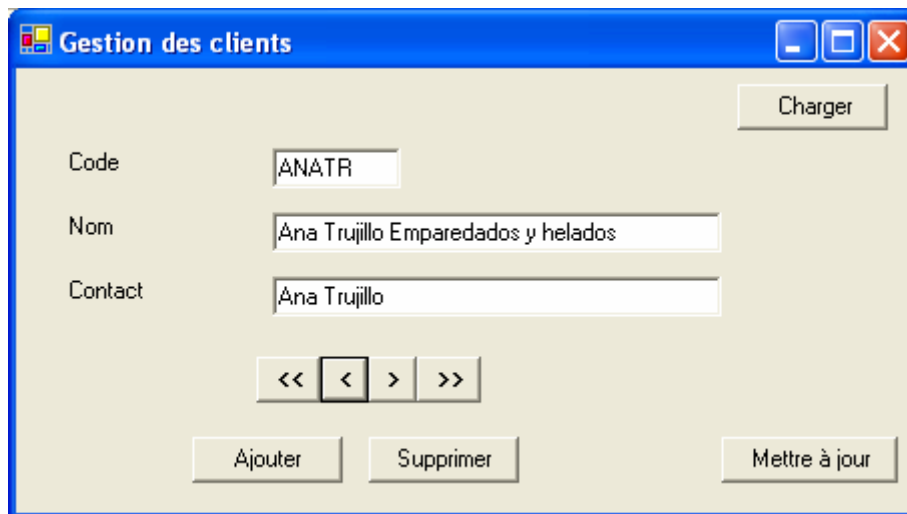 Gestion des clients
Charger
Code ANATR
Nom Ana Trujillo Emparedados y helados
Contact Ana Trujillo
<< < > >>
Ajouter Supprimer Mettre à jour